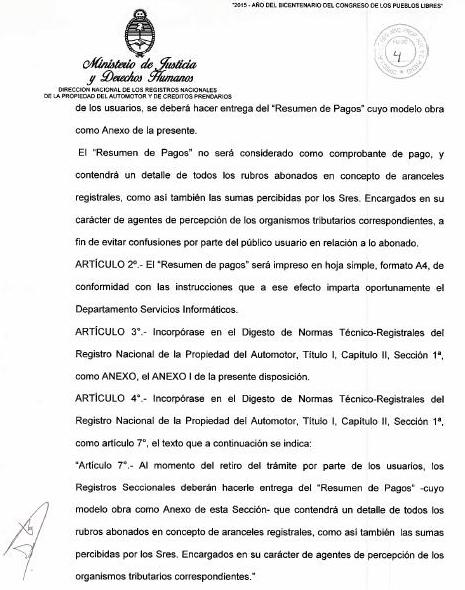 "2015 - AÑO DEL BICENTENARIO DEL CONGRESO DE LOS PUEBLOS LIBRES"
4
Ministerio de Justicia
y Derechos Humanos
DIRECCIÓN NACIONAL DE LOS REGISTROS NACIONALES
DE LA PROPIEDAD DEL AUTOMOTOR Y DE CRÉDITOS PRENDARIOS
de los usuarios, se deberá hacer entrega del "Resumen de Pagos" cuyo modelo obra
como Anexo de la presente.
El "Resumen de Pagos" no será considerado como comprobante de pago, y
contendrá un detalle de todos los rubros abonados en concepto de aranceles
registrales, como así también las sumas percibidas por los Sres. Encargados en su
carácter de agentes de percepción de los organismos tributarios correspondientes, a
fin de evitar confusiones por parte del público usuario en relación a lo abonado.
ARTÍCULO 2º.- El "Resumen de pagos" será impreso en hoja simple, formato A4, de
conformidad con las instrucciones que a ese efecto imparta oportunamente el
Departamento Servicios Informáticos.
ARTÍCULO 3°.- Incorpórase en el Digesto de Normas Técnico-Registrales del
Registro Nacional de la Propiedad del Automotor, Título I, Capítulo II, Sección 1ª,
como ANEXO, el ANEXO I de la presente disposición.
ARTÍCULO 4°.- Incorpórase en el Digesto de Normas Técnico-Registrales del
Registro Nacional de la Propiedad del Automotor, Título I, Capítulo II, Sección 1ª,
como artículo 7°, el texto que a continuación se indica:
"Artículo 7°.- Al momento del retiro del trámite por parte de los usuarios, los
Registros Seccionales deberán hacerle entrega del "Resumen de Pagos" -cuyo
modelo obra como Anexo de esta Sección- que contendrá un detalle de todos los
rubros abonados en concepto de aranceles registrales, como así también las sumas
percibidas por los Sres. Encargados en su carácter de agentes de percepción de los
organismos tributarios correspondientes."